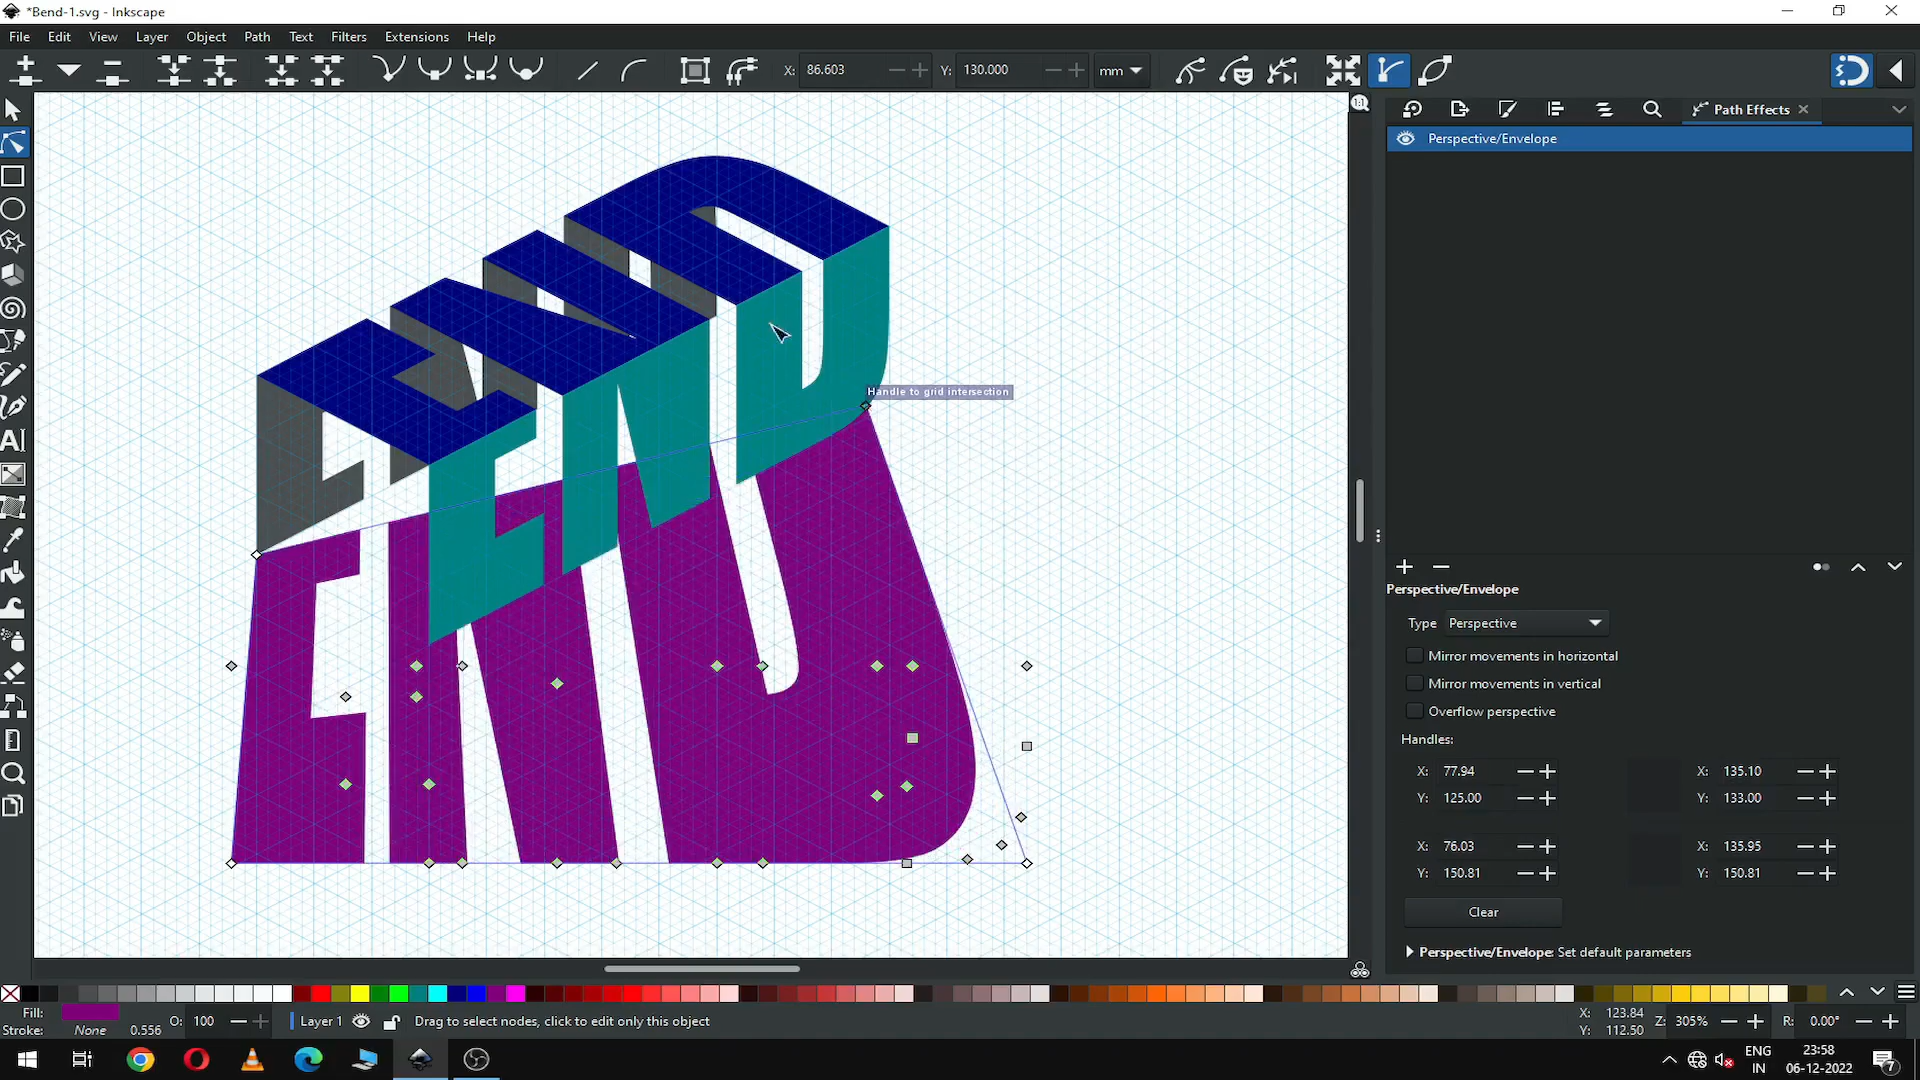 *Bend-1.svg - Inkscape
File Edit View Layer Object Path Text Filters Extensions Help
X: 86.603 Y: 130.000 mm
Path Effects
Perspective/Envelope
Handle to grid intersection
Perspective/Envelope
Type Perspective
Mirror movements in horizontal
Mirror movements in vertical
Overflow perspective
Handles:
X: 77.94 X: 135.10
Y: 125.00 Y: 133.00
X: 76.03 X: 135.95
Y: 150.81 Y: 150.81
Clear
Perspective/Envelope: Set default parameters
Fill:
Stroke: None 0.556 O: 100 Layer 1 Drag to select nodes, click to edit only this object
X: 123.84
Y: 112.50 Z: 305% R: 0.00°
ENG
IN
23:58
06-12-2022
7